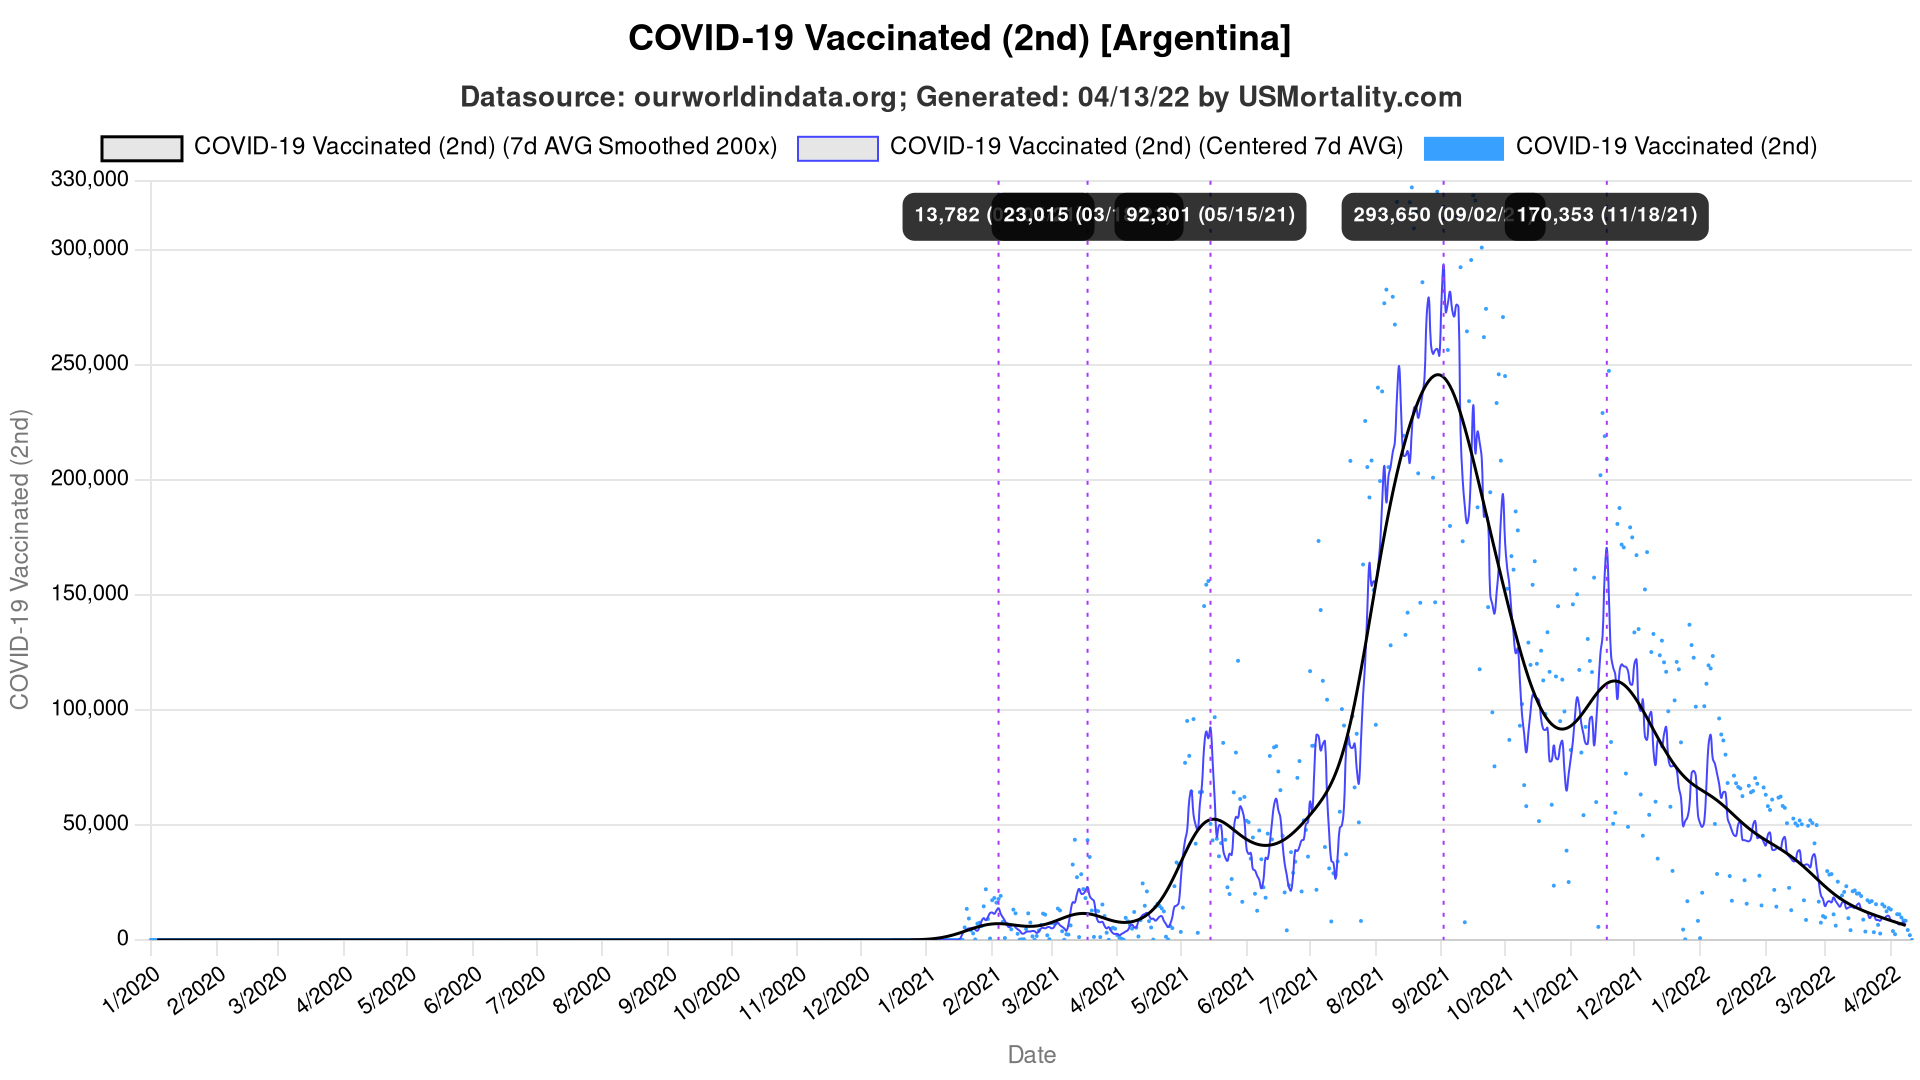 COVID-19 Vaccinated (2nd) [Argentina]
Datasource: ourworldindata.org; Generated: 04/13/22 by USMortality.com
COVID-19 Vaccinated (2nd) (7d AVG Smoothed 200x) COVID-19 Vaccinated (2nd) (Centered 7d AVG) COVID-19 Vaccinated (2nd)
330,000
13,782 ( 23,015 (03/1 92,301 (05/15/21) 293,650 (09/02/ 170,353 (11/18/21)
300,000
250,000
200,000
150,000
100,000
50,000
0
COVID-19 Vaccinated (2nd)
1/2020 2/2020 3/2020 4/2020 5/2020 6/2020 7/2020 8/2020 9/2020 10/2020 11/2020 12/2020 1/2021 2/2021 3/2021 4/2021 5/2021 6/2021 7/2021 8/2021 9/2021 10/2021 11/2021 12/2021 1/2022 2/2022 3/2022 4/2022
Date